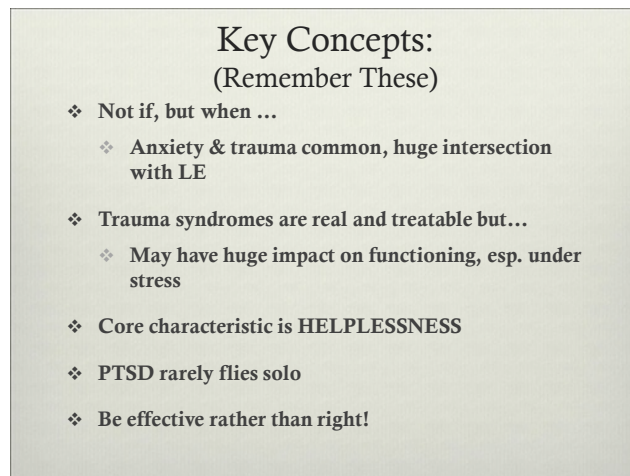 Key Concepts:
(Remember These)
❖ Not if, but when …
❖ Anxiety & trauma common, huge intersection
with LE
❖ Trauma syndromes are real and treatable but…
❖ May have huge impact on functioning, esp. under
stress
❖ Core characteristic is HELPLESSNESS
❖ PTSD rarely flies solo
❖ Be effective rather than right!